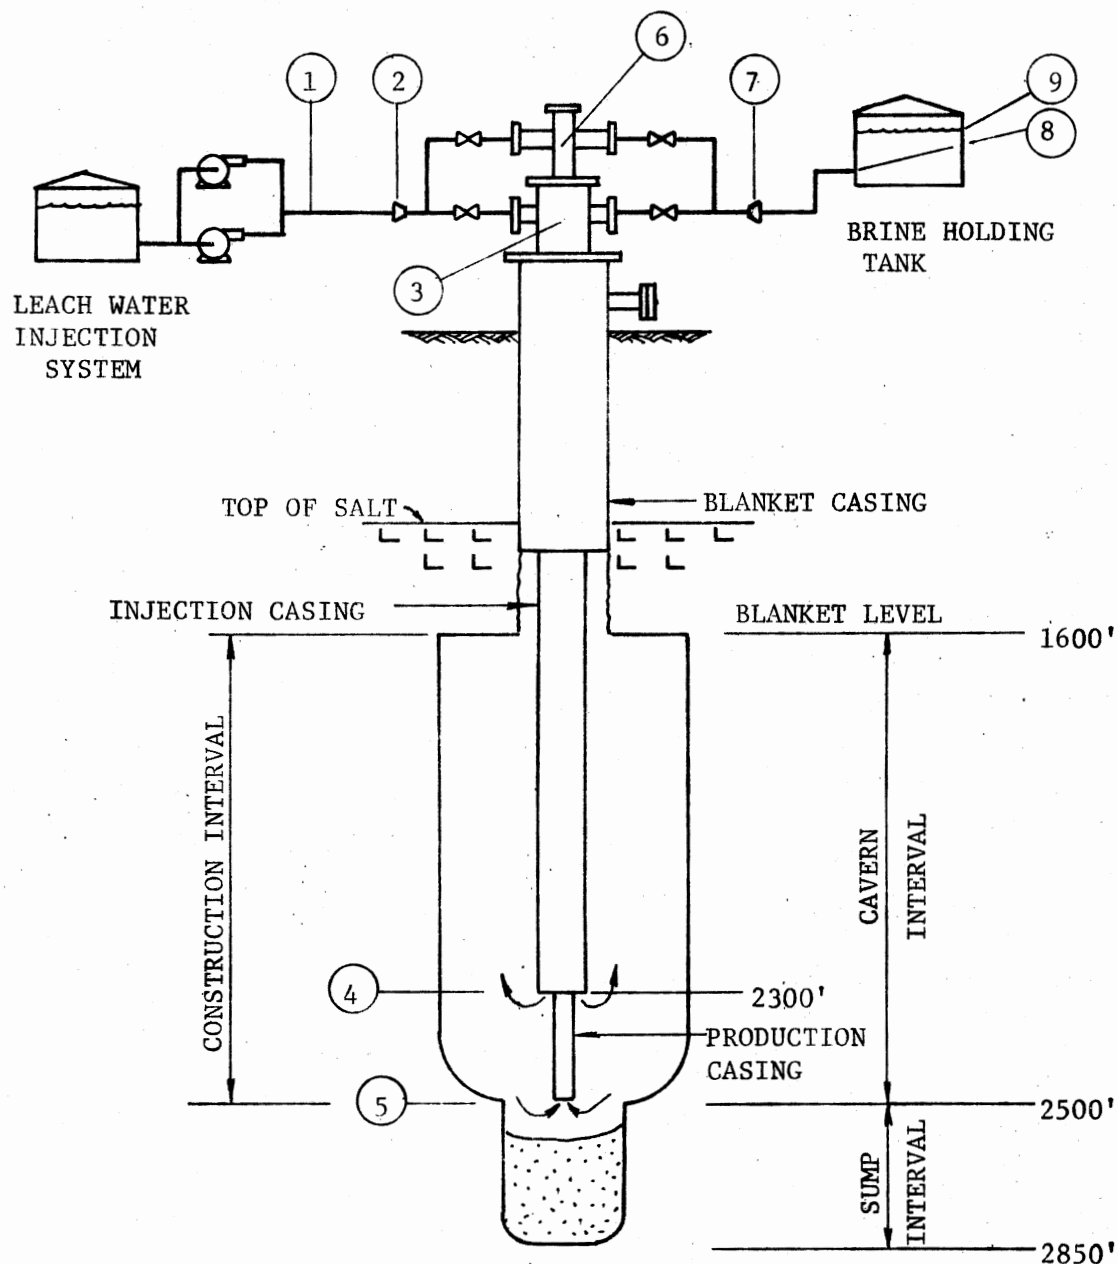 6
1
2
7
9
8
BRINE HOLDING
TANK
3
LEACH WATER
INJECTION
SYSTEM
TOP OF SALT
BLANKET CASING
INJECTION CASING
BLANKET LEVEL
1600'
CONSTRUCTION INTERVAL
CAVERN
INTERVAL
4
2300'
PRODUCTION
CASING
5
2500'
SUMP
INTERVAL
2850'